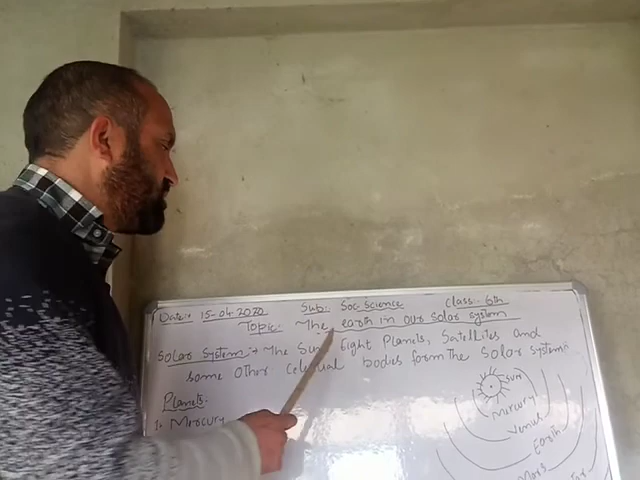 Date:- 15-04-2020 Sub:- Soc. Science Class:- 6th
Topic:- The earth in our solar system
Solar System:→ The Sun, Eight Planets, Satellites and
some other Celestial bodies form the Solar System.
Planets:
1. Mercury
Sun
Mercury
Venus
Earth
Mars